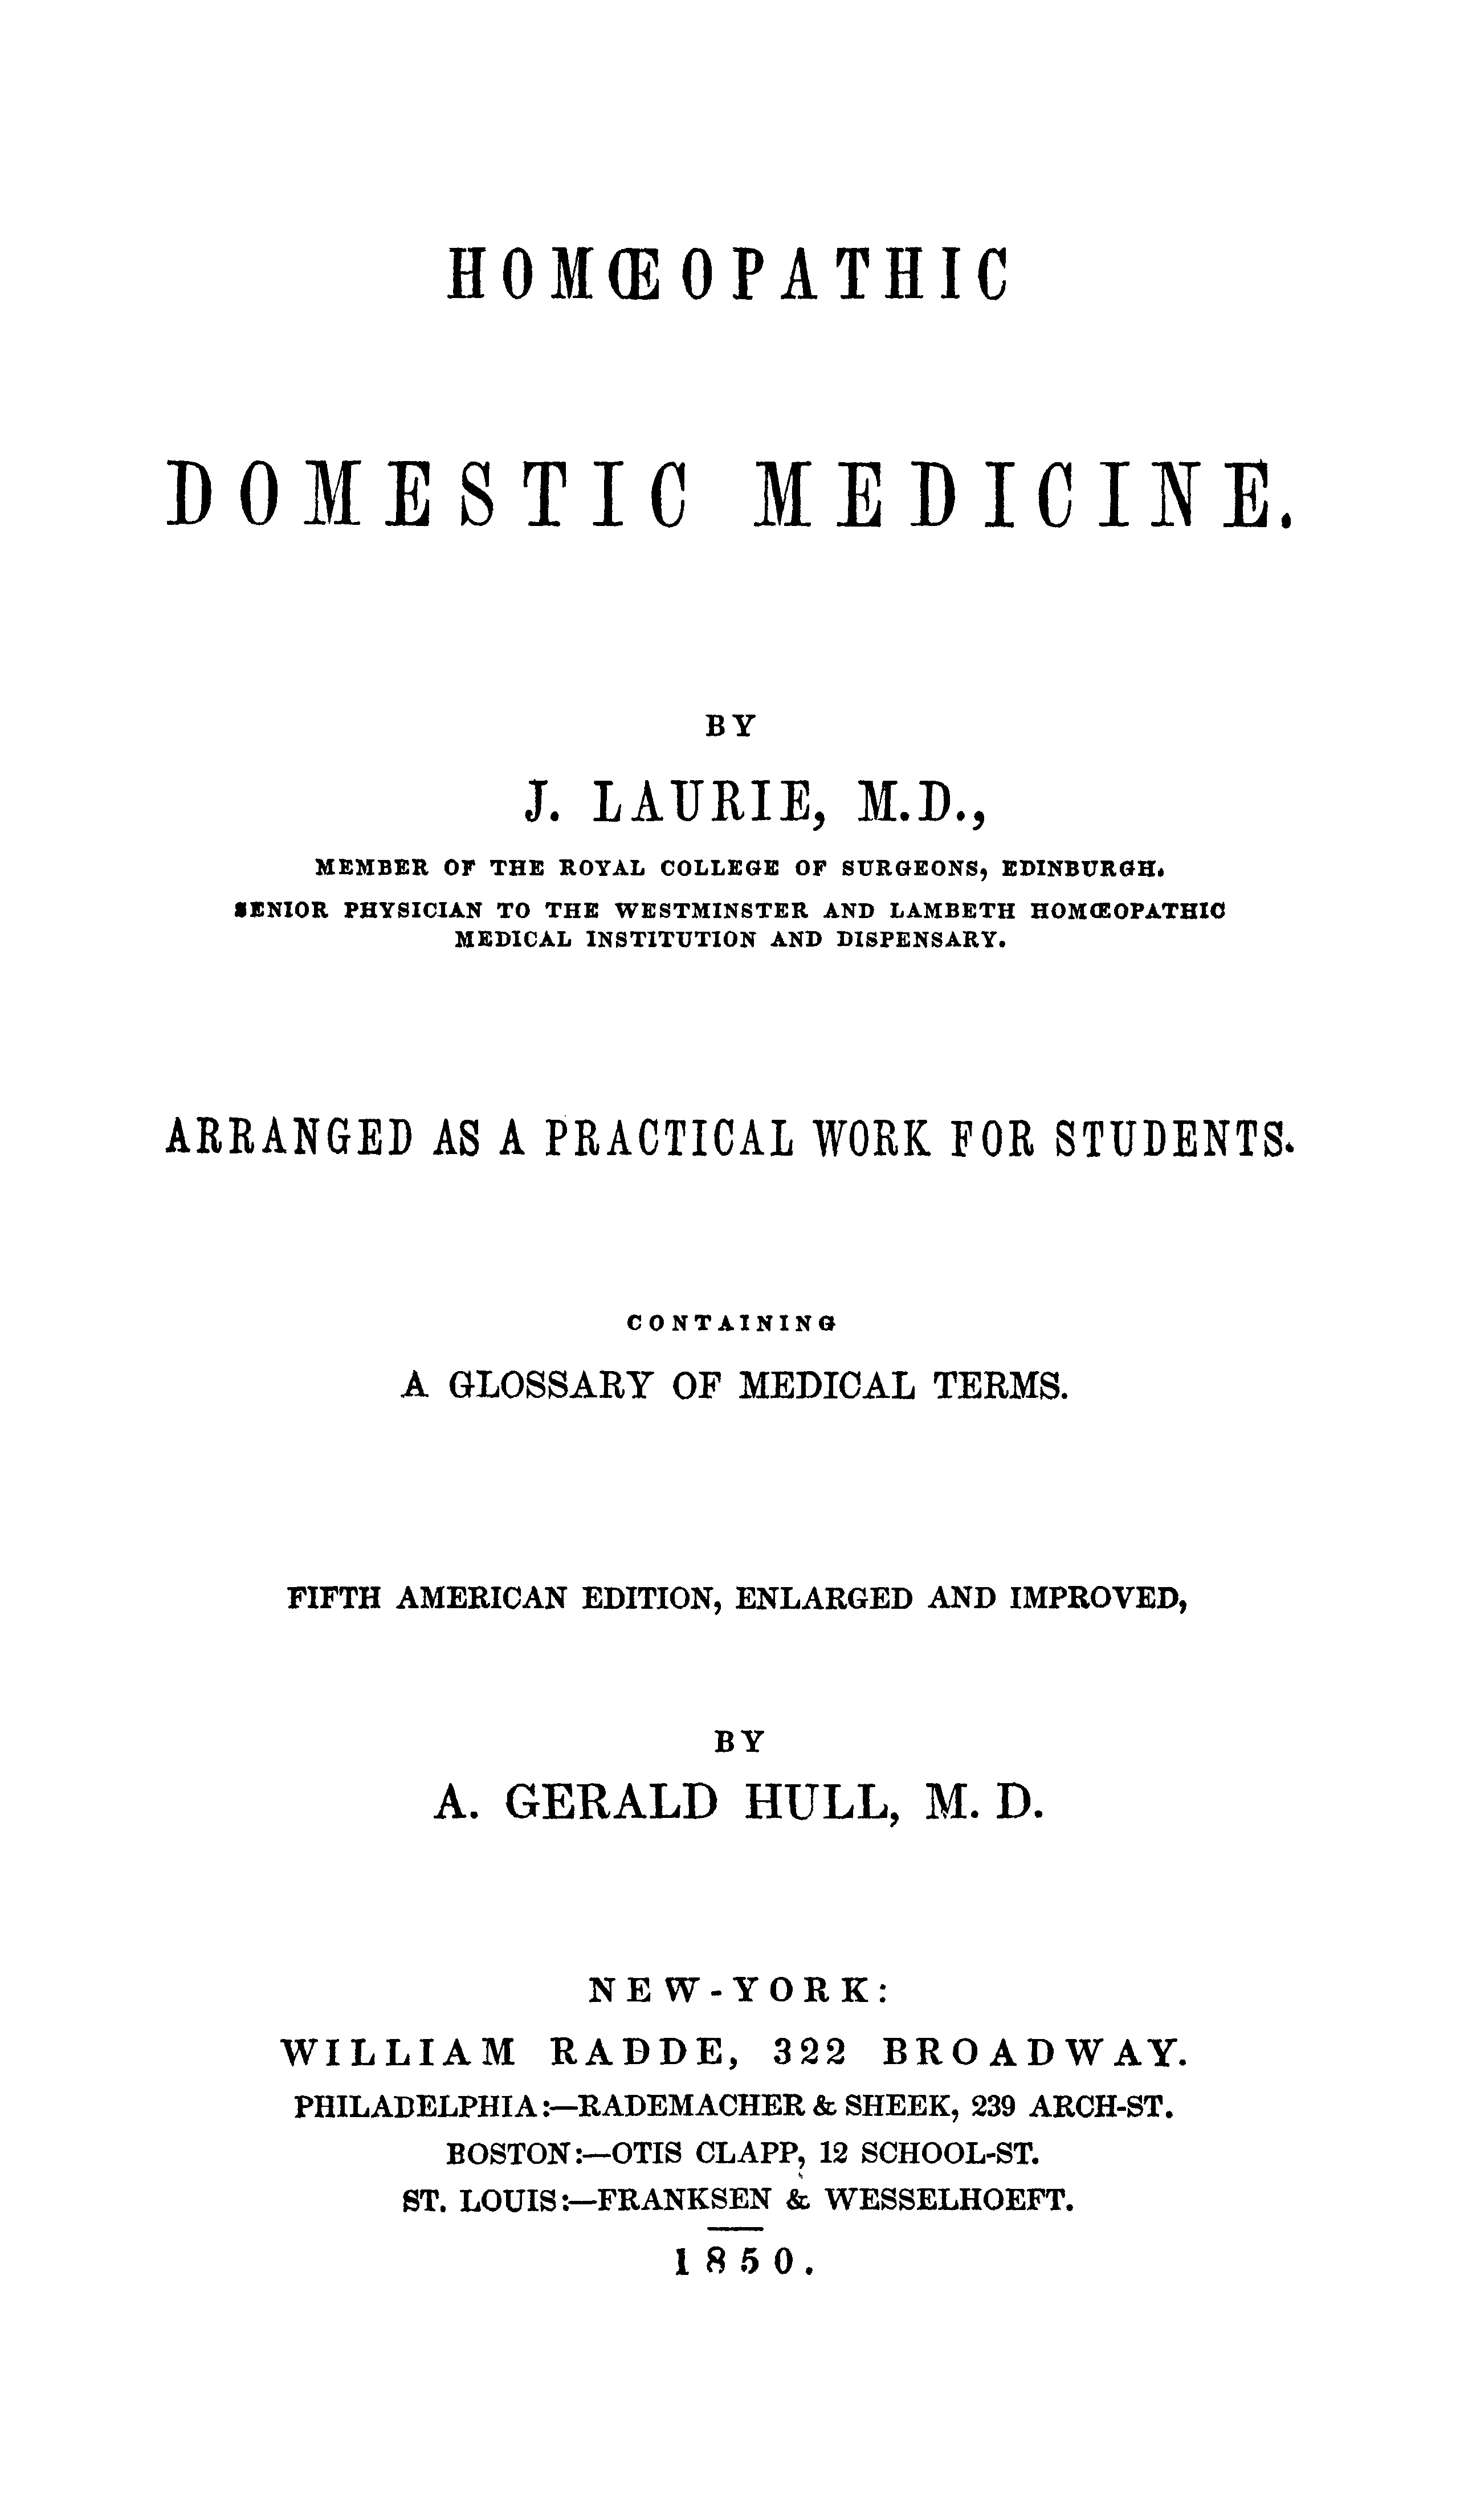 HOMŒOPATHIC
DOMESTIC MEDICINE.
BY
J. LAURIE, M.D.,
MEMBER OF THE ROYAL COLLEGE OF SURGEONS, EDINBURGH.
SENIOR PHYSICIAN TO THE WESTMINSTER AND LAMBETH HOMŒOPATHIC
MEDICAL INSTITUTION AND DISPENSARY.
ARRANGED AS A PRACTICAL WORK FOR STUDENTS.
CONTAINING
A GLOSSARY OF MEDICAL TERMS.
FIFTH AMERICAN EDITION, ENLARGED AND IMPROVED,
BY
A. GERALD HULL, M. D.
NEW-YORK:
WILLIAM RADDE, 322 BROADWAY.
PHILADELPHIA:—RADEMACHER & SHEEK, 239 ARCH-ST.
BOSTON:—OTIS CLAPP, 12 SCHOOL-ST.
ST. LOUIS:—FRANKSEN & WESSELHOEFT.
1850.